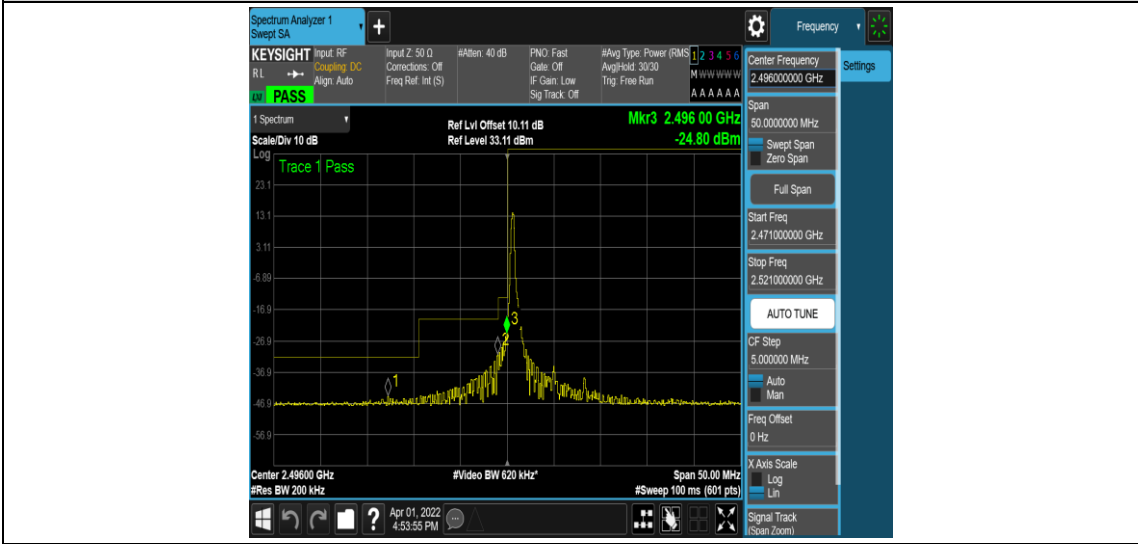 Spectrum Analyzer 1
Swept SA
+
Frequency
KEYSIGHT
RL
PASS
Input: RF
Coupling: DC
Align: Auto
Input Z: 50 Ω
Corrections: Off
Freq Ref: Int (S)
#Atten: 40 dB
PNO: Fast
Gate: Off
IF Gain: Low
Sig Track: Off
#Avg Type: Power (RMS
Avg|Hold: 30/30
Trig: Free Run
1 2 3 4 5 6
M W W W W W
A A A A A A
1 Spectrum
Scale/Div 10 dB
Ref Lvl Offset 10.11 dB
Ref Level 33.11 dBm
Mkr3 2.496 00 GHz
-24.80 dBm
Log
Trace 1 Pass
23.1
13.1
3.11
-6.89
-16.9
-26.9
-36.9
-46.9
-56.9
1
2
3
Center 2.49600 GHz
#Res BW 200 kHz
#Video BW 620 kHz*
Span 50.00 MHz
#Sweep 100 ms (601 pts)
?
Apr 01, 2022
4:53:55 PM
Center Frequency
2.496000000 GHz
Settings
Span
50.0000000 MHz
Swept Span
Zero Span
Full Span
Start Freq
2.471000000 GHz
Stop Freq
2.521000000 GHz
AUTO TUNE
CF Step
5.000000 MHz
Auto
Man
Freq Offset
0 Hz
X Axis Scale
Log
Lin
Signal Track
(Span Zoom)